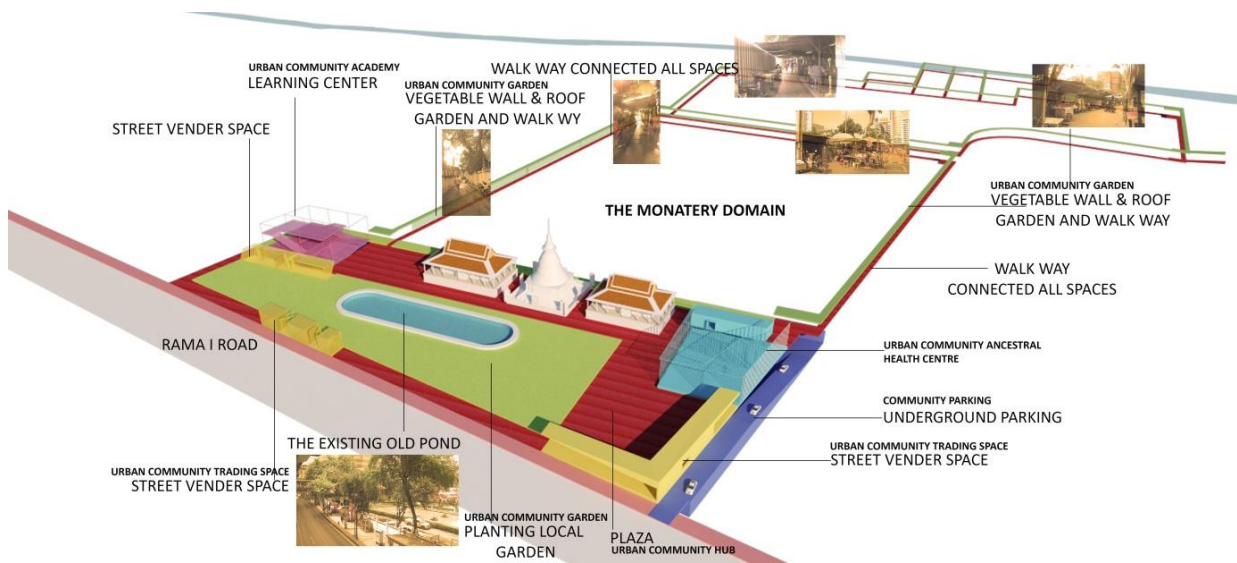 URBAN COMMUNITY ACADEMY
LEARNING CENTER
STREET VENDER SPACE
WALK WAY CONNECTED ALL SPACES
URBAN COMMUNITY GARDEN
VEGETABLE WALL & ROOF
GARDEN AND WALK WY
THE MONATERY DOMAIN
URBAN COMMUNITY GARDEN
VEGETABLE WALL & ROOF
GARDEN AND WALK WAY
WALK WAY
CONNECTED ALL SPACES
RAMA I ROAD
URBAN COMMUNITY ANCESTRAL
HEALTH CENTRE
COMMUNITY PARKING
UNDERGROUND PARKING
URBAN COMMUNITY TRADING SPACE
STREET VENDER SPACE
THE EXISTING OLD POND
URBAN COMMUNITY TRADING SPACE
STREET VENDER SPACE
URBAN COMMUNITY GARDEN
PLANTING LOCAL
GARDEN
PLAZA
URBAN COMMUNITY HUB